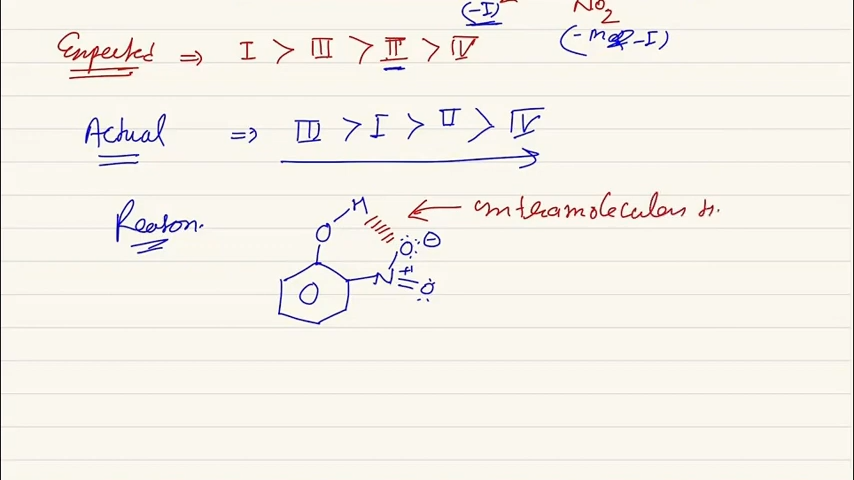 (-I) NO2
(-m -I)
Expected ⇒ I > III > II > IV
Actual ⇒ III > I > II > IV
Reason.
H
O
intramolecular H.
O ⊖
N + O
O